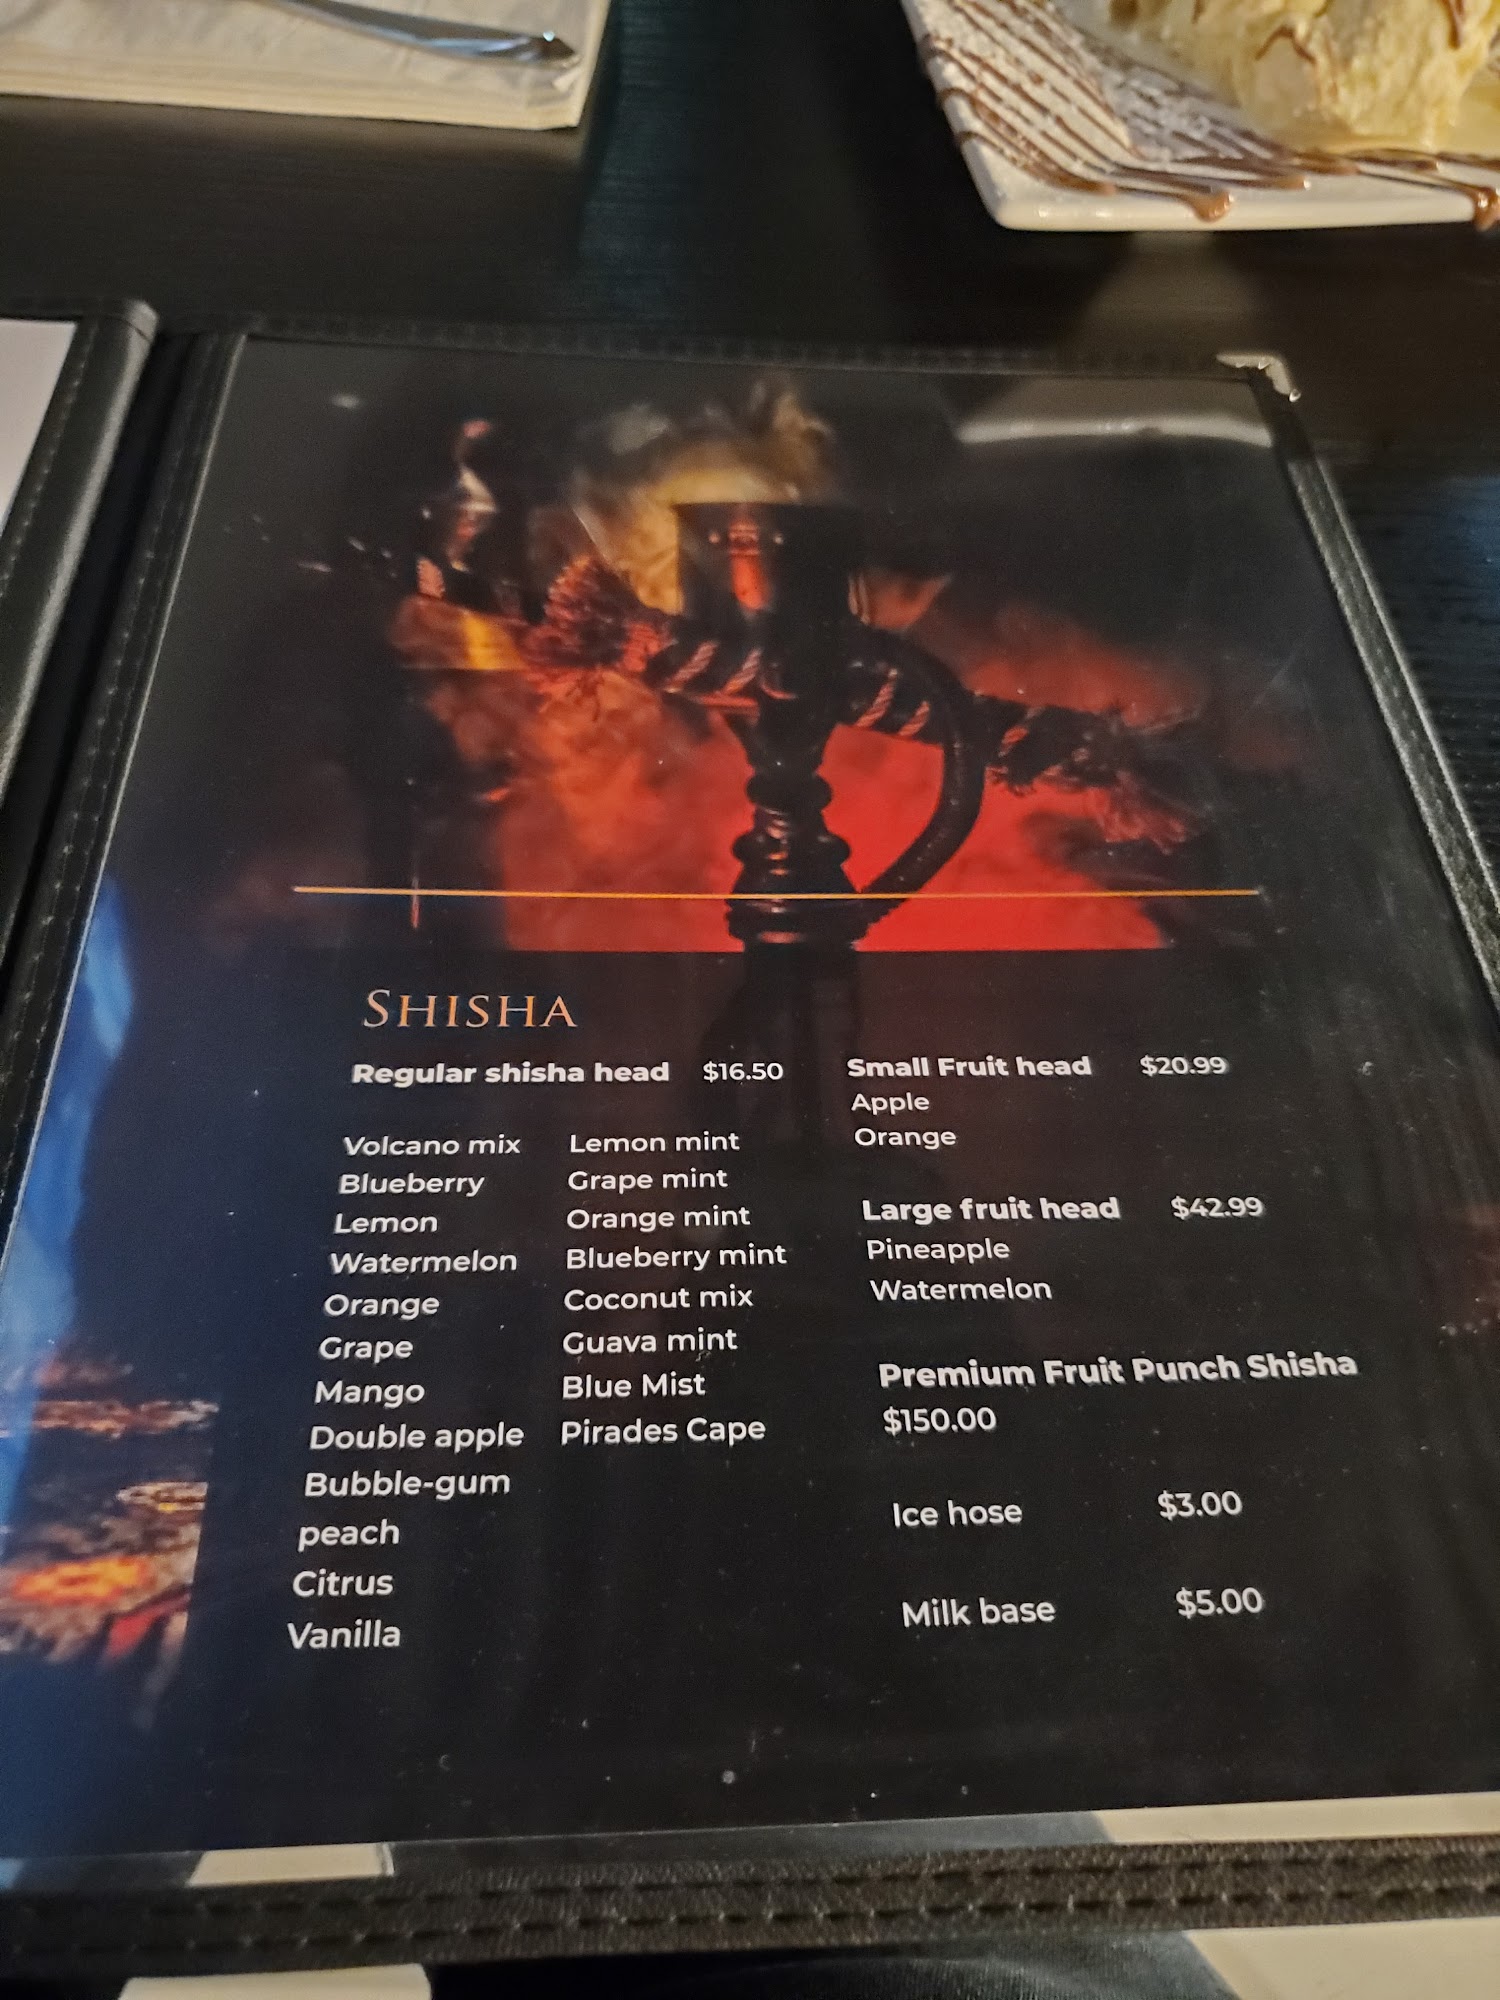 SHISHA
Regular shisha head $16.50
Volcano mix
Blueberry
Lemon
Watermelon
Orange
Grape
Mango
Double apple
Bubble-gum
peach
Citrus
Vanilla
Lemon mint
Grape mint
Orange mint
Blueberry mint
Coconut mix
Guava mint
Blue Mist
Pirades Cape
Small Fruit head $20.99
Apple
Orange
Large fruit head $42.99
Pineapple
Watermelon
Premium Fruit Punch Shisha
$150.00
Ice hose $3.00
Milk base $5.00